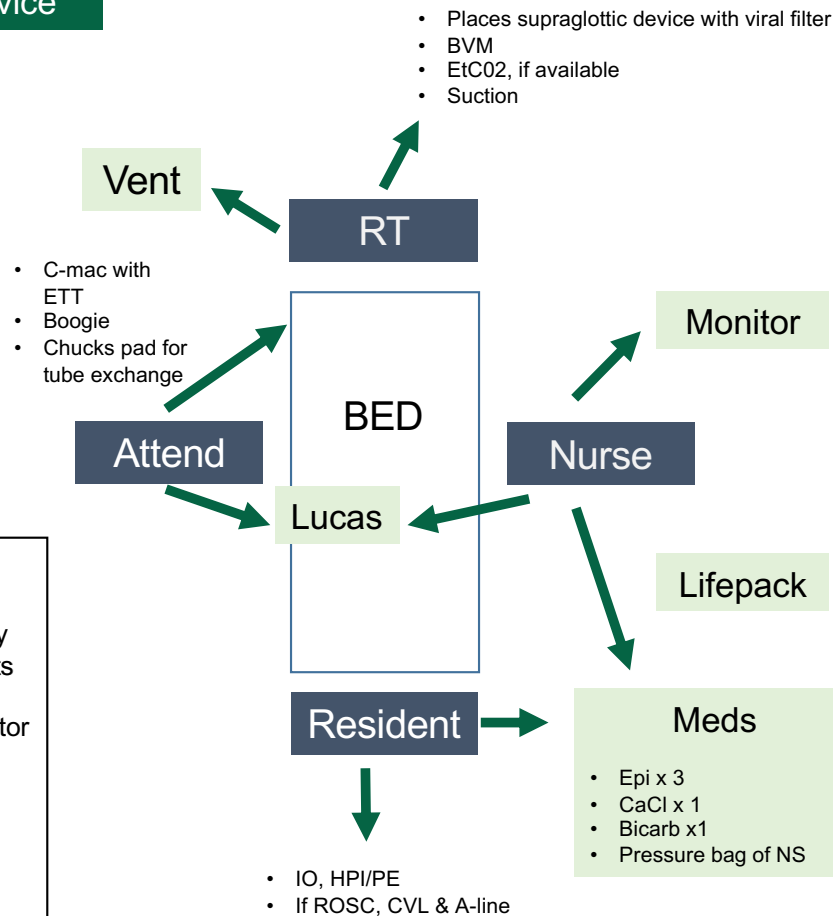 • Places supraglottic device with viral filter
• BVM
• EtC02, if available
• Suction
Vent
RT
• C-mac with
ETT
• Boogie
• Chucks pad for
tube exchange
Monitor
BED
Attend
Nurse
Lucas
Lifepack
Resident
Meds
• Epi x 3
• CaCl x 1
• Bicarb x1
• Pressure bag of NS
• IO, HPI/PE
• If ROSC, CVL & A-line